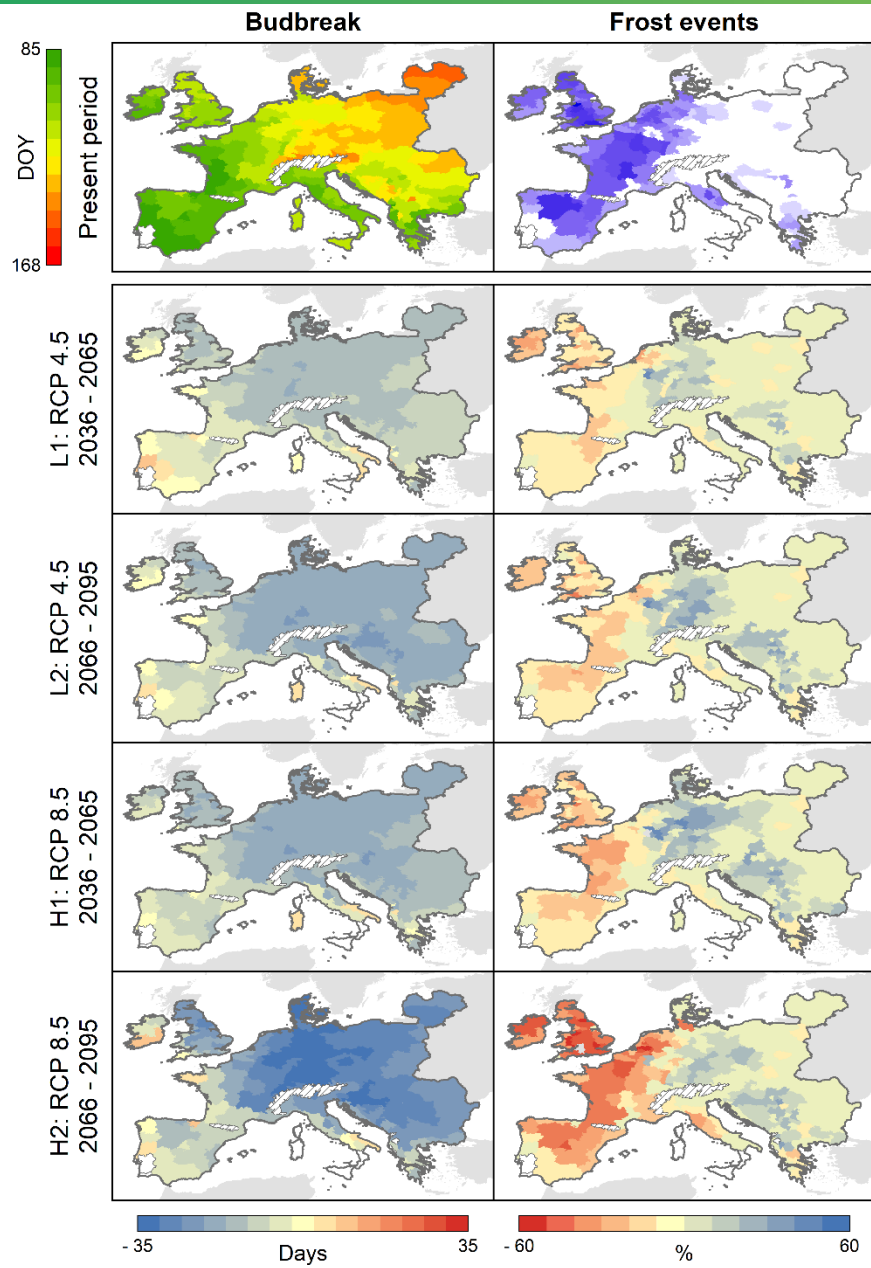 Budbreak
Frost events
85
DOY
168
Present period
L1: RCP 4.5
2036 - 2065
L2: RCP 4.5
2066 - 2095
H1: RCP 8.5
2036 - 2065
H2: RCP 8.5
2066 - 2095
- 35
Days
35
- 60
%
60